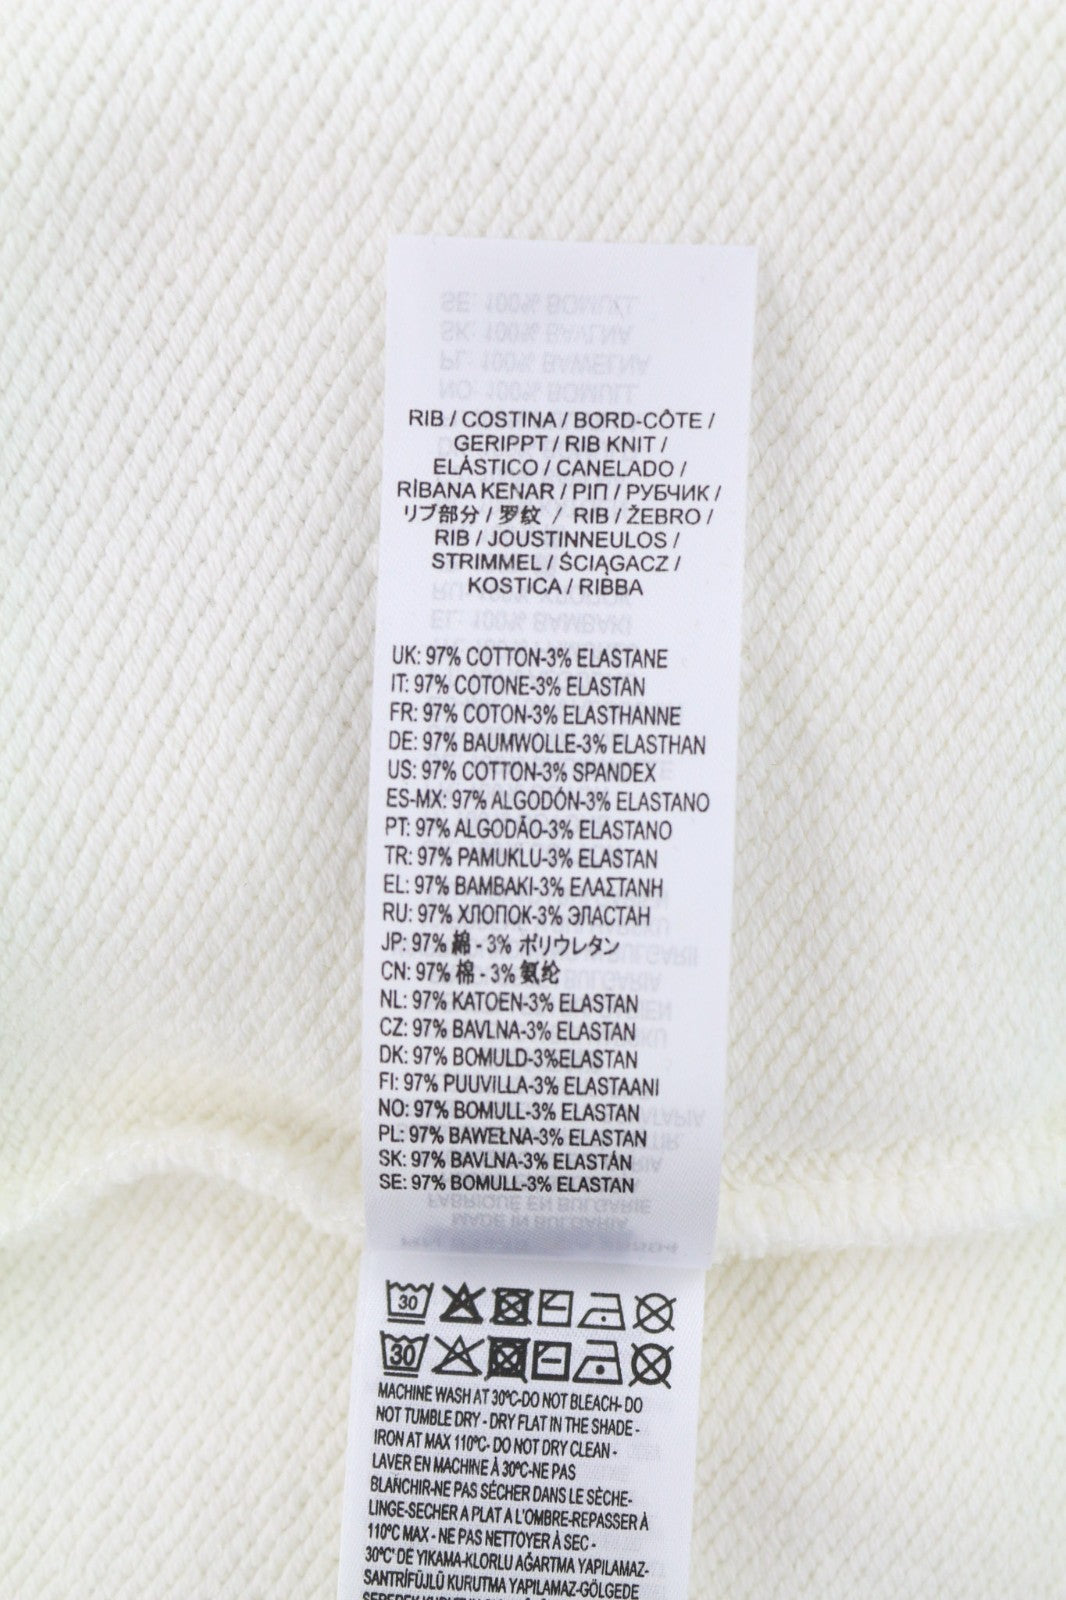 RIB / COSTINA / BORD-CÔTE /
GERIPPT / RIB KNIT /
ELÁSTICO / CANELADO /
RİBANA KENAR / ΡΙΠ / РУБЧИК /
リブ部分 / 罗纹 / RIB / ŽEBRO /
RIB / JOUSTINNEULOS /
STRIMMEL / ŚCIĄGACZ /
KOSTICA / RIBBA
UK: 97% COTTON-3% ELASTANE
IT: 97% COTONE-3% ELASTAN
FR: 97% COTON-3% ELASTHANNE
DE: 97% BAUMWOLLE-3% ELASTHAN
US: 97% COTTON-3% SPANDEX
ES-MX: 97% ALGODÓN-3% ELASTANO
PT: 97% ALGODÃO-3% ELASTANO
TR: 97% PAMUKLU-3% ELASTAN
EL: 97% ΒΑΜΒΑΚΙ-3% ΕΛΑΣΤΑΝΗ
RU: 97% ХЛОПОК-3% ЭЛАСТАН
JP: 97% 綿 - 3% ポリウレタン
CN: 97% 棉 - 3% 氨纶
NL: 97% KATOEN-3% ELASTAN
CZ: 97% BAVLNA-3% ELASTAN
DK: 97% BOMULD-3%ELASTAN
FI: 97% PUUVILLA-3% ELASTAANI
NO: 97% BOMULL-3% ELASTAN
PL: 97% BAWEŁNA-3% ELASTAN
SK: 97% BAVLNA-3% ELASTÁN
SE: 97% BOMULL-3% ELASTAN
30
30
MACHINE WASH AT 30ºC-DO NOT BLEACH- DO
NOT TUMBLE DRY - DRY FLAT IN THE SHADE -
IRON AT MAX 110ºC- DO NOT DRY CLEAN -
LAVER EN MACHINE À 30ºC-NE PAS
BLANCHIR-NE PAS SÉCHER DANS LE SÈCHE-
LINGE-SECHER A PLAT A L'OMBRE-REPASSER À
110ºC MAX - NE PAS NETTOYER À SEC -
30ºC' DE YIKAMA-KLORLU AĞARTMA YAPILAMAZ-
SANTRİFÜJLÜ KURUTMA YAPILAMAZ-GÖLGEDE